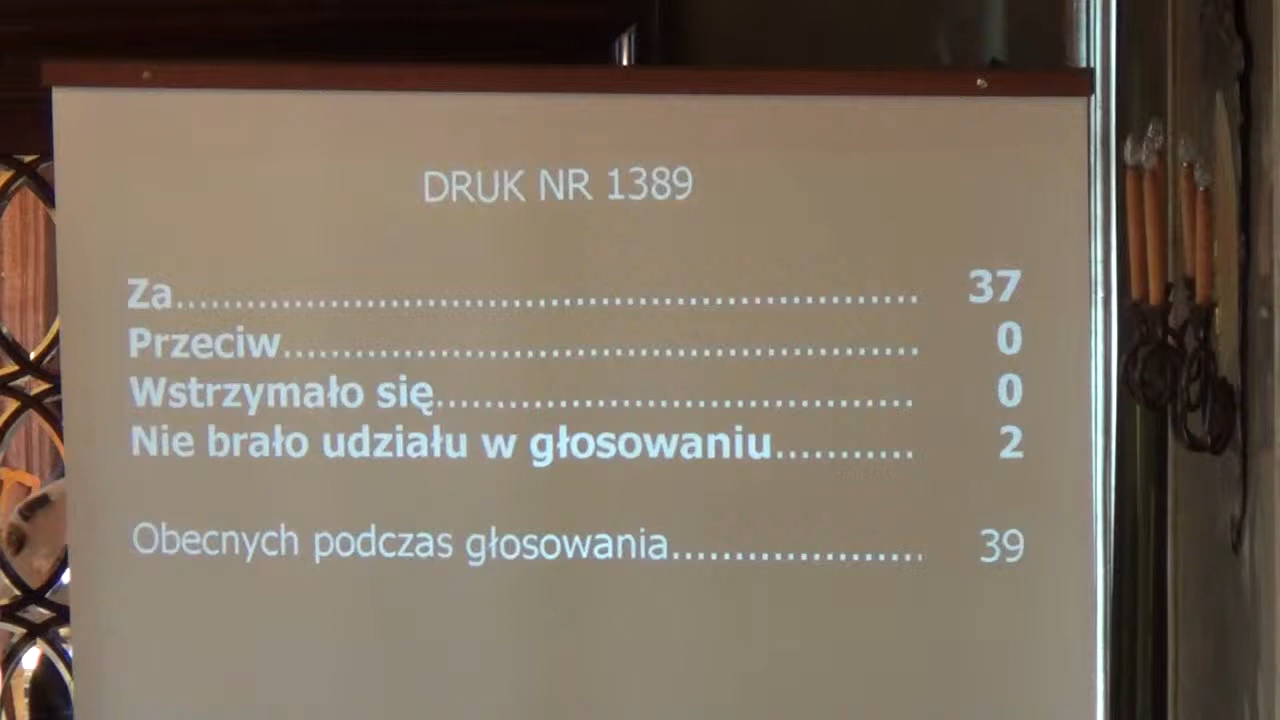 DRUK NR 1389
Za............................................................... 37
Przeciw....................................................... 0
Wstrzymało się......................................... 0
Nie brało udziału w głosowaniu........... 2
Obecnych podczas głosowania.................... 39